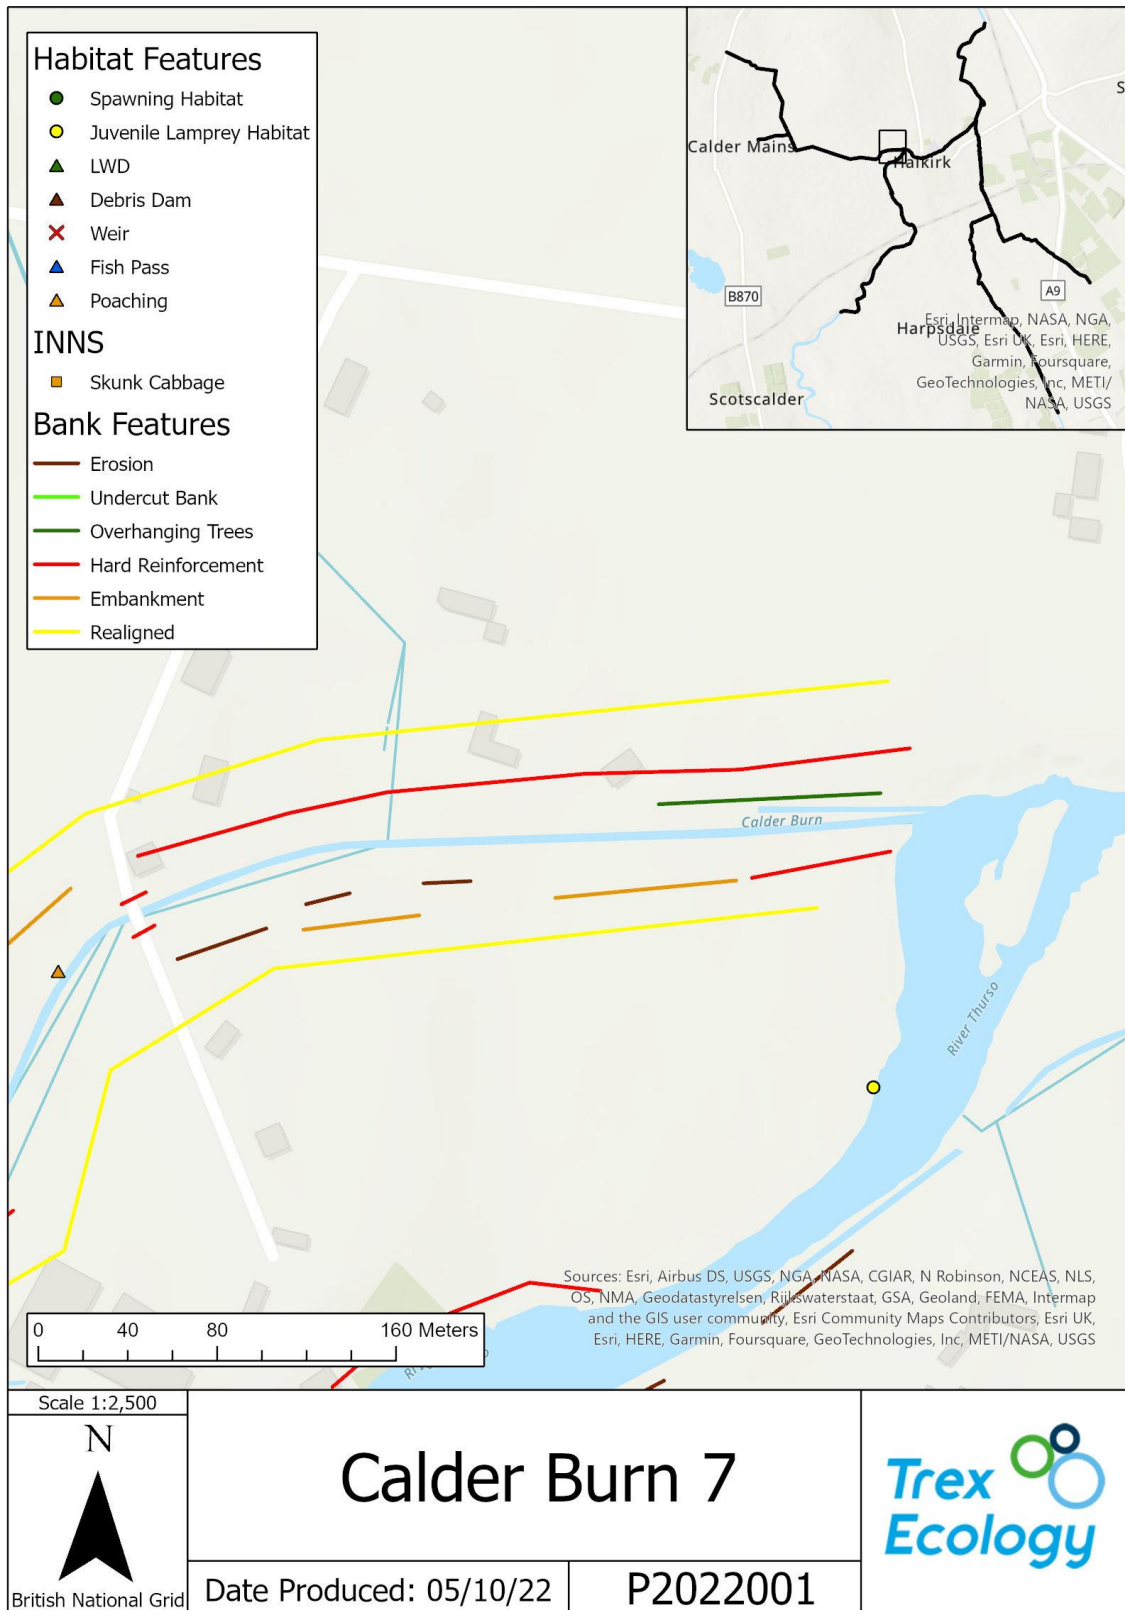 Habitat Features
Spawning Habitat
Juvenile Lamprey Habitat
LWD
Debris Dam
Weir
Fish Pass
Poaching
INNS
Skunk Cabbage
Bank Features
Erosion
Undercut Bank
Overhanging Trees
Hard Reinforcement
Embankment
Realigned
S
Calder Mains
Halkirk
B870
A9
Harpsdale
Scotscalder
Esri, Intermap, NASA, NGA,
USGS, Esri UK, Esri, HERE,
Garmin, Foursquare,
GeoTechnologies, Inc, METI/
NASA, USGS
Calder Burn
River Thurso
Sources: Esri, Airbus DS, USGS, NGA, NASA, CGIAR, N Robinson, NCEAS, NLS,
OS, NMA, Geodatastyrelsen, Rijkswaterstaat, GSA, Geoland, FEMA, Intermap
and the GIS user community, Esri Community Maps Contributors, Esri UK,
Esri, HERE, Garmin, Foursquare, GeoTechnologies, Inc, METI/NASA, USGS
0 40 80 160 Meters
Scale 1:2,500
N
British National Grid
Calder Burn 7
Date Produced: 05/10/22
P2022001
Trex
Ecology